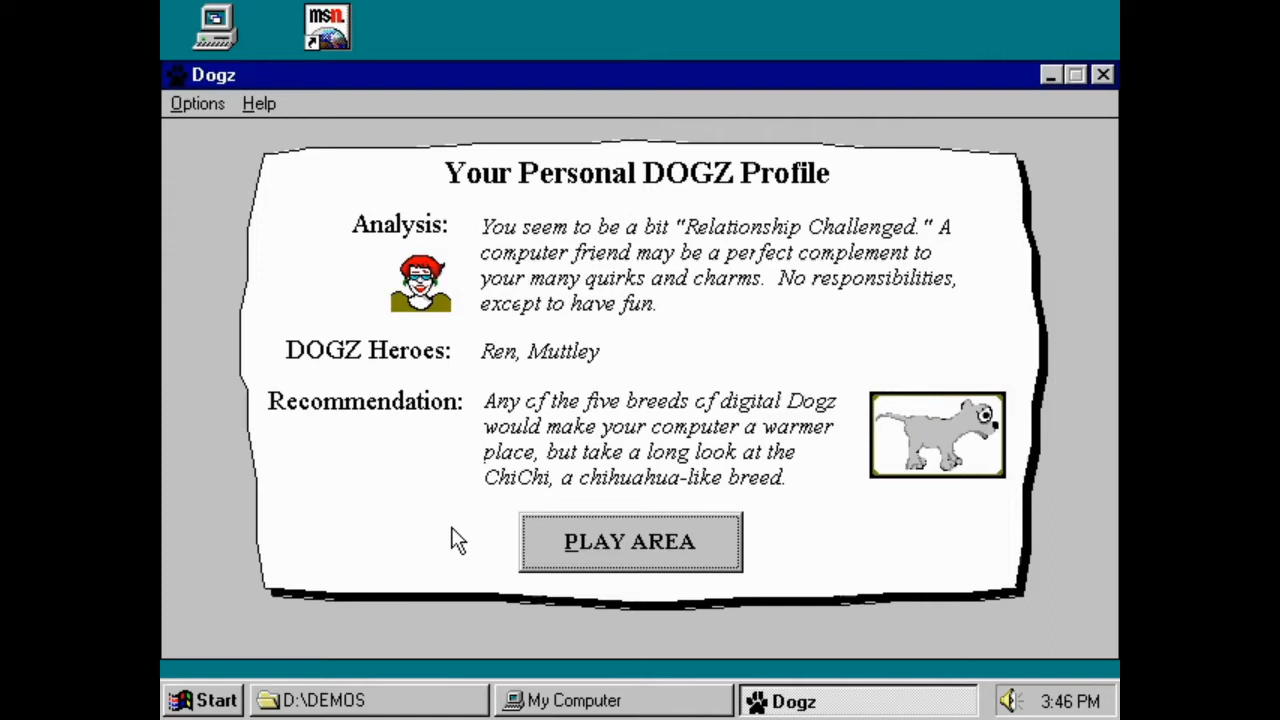 msn.
Dogz
Options Help
Your Personal DOGZ Profile
Analysis: You seem to be a bit "Relationship Challenged." A
computer friend may be a perfect complement to
your many quirks and charms. No responsibilities,
except to have fun.
DOGZ Heroes: Ren, Muttley
Recommendation: Any of the five breeds of digital Dogz
would make your computer a warmer
place, but take a long look at the
ChiChi, a chihuahua-like breed.
PLAY AREA
Start D:\DEMOS My Computer Dogz 3:46 PM